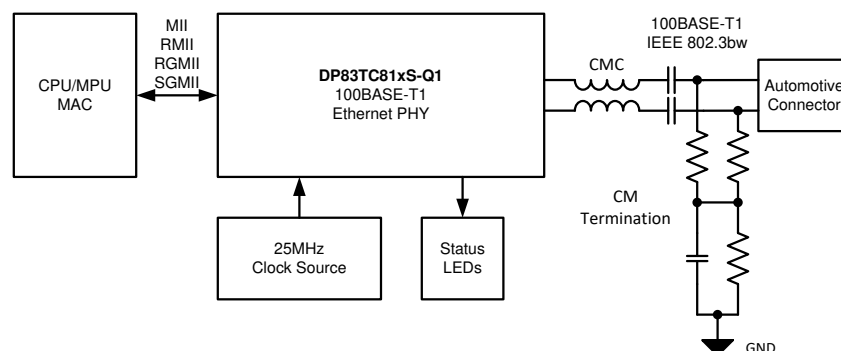 MII
RMII
RGMII
SGMII
CPU/MPU
MAC
DP83TC81xS-Q1
100BASE-T1
Ethernet PHY
CMC
100BASE-T1
IEEE 802.3bw
Automotive
Connector
CM
Termination
25MHz
Clock Source
Status
LEDs
GND